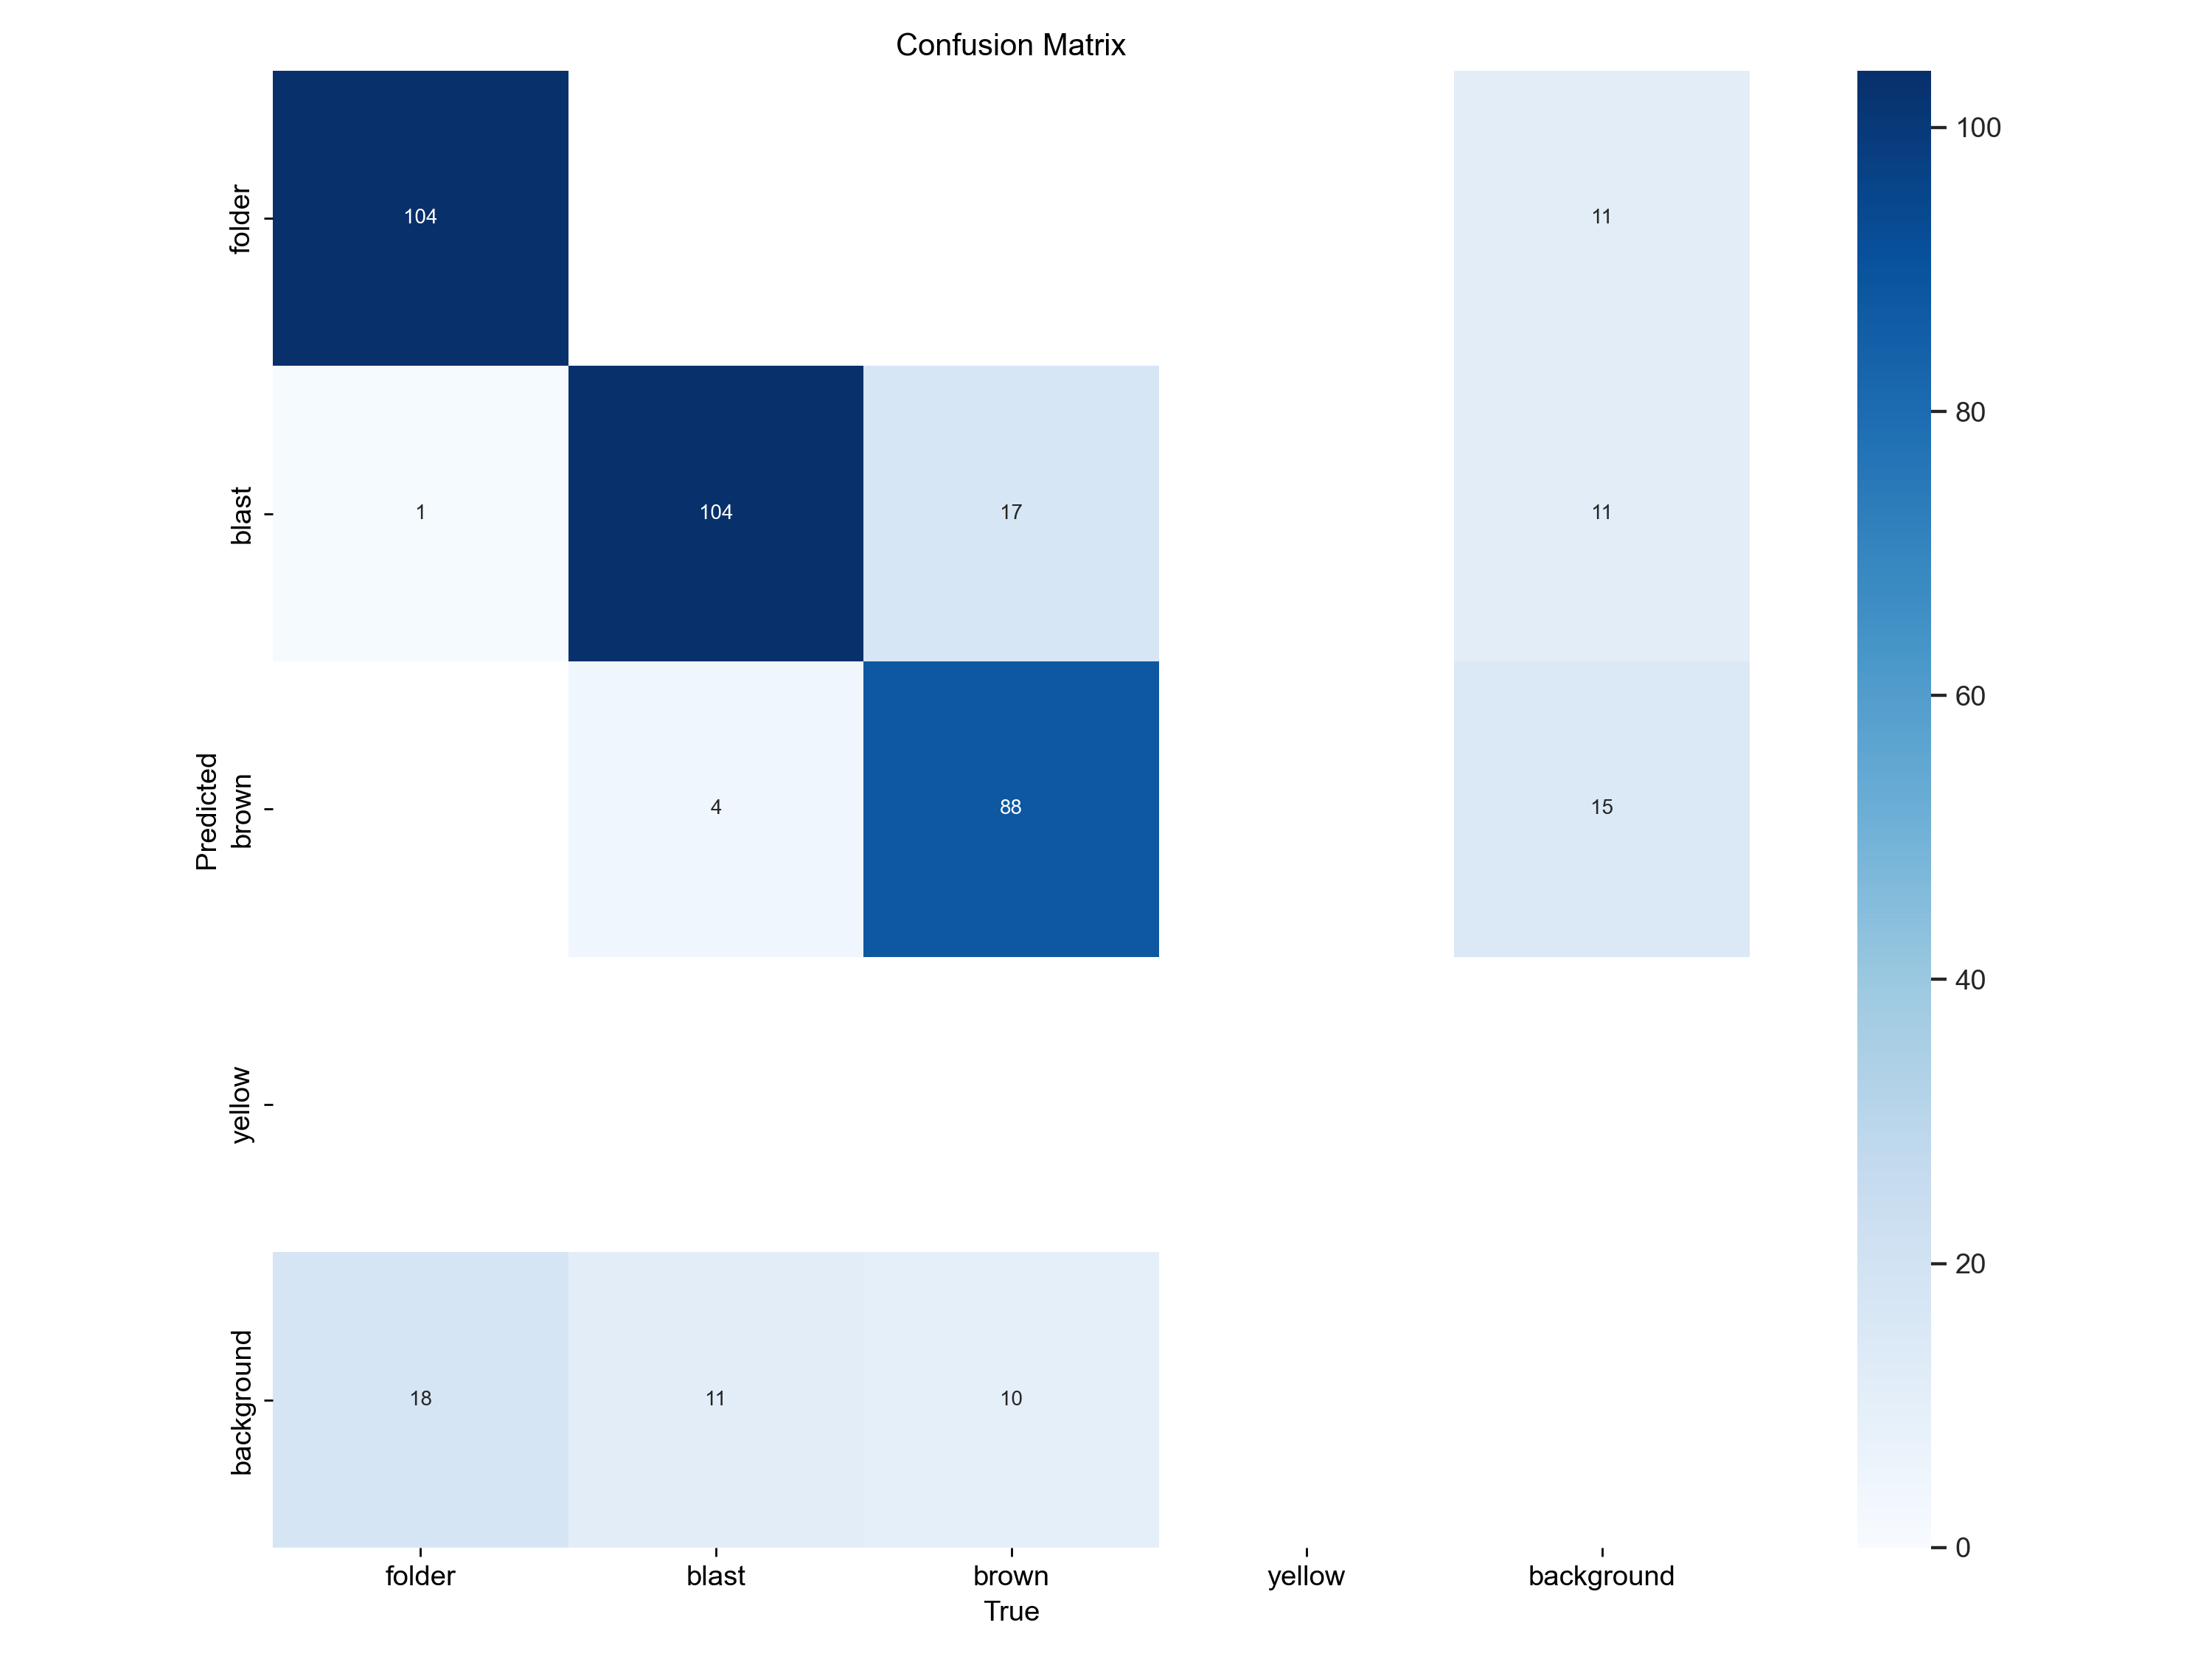 Confusion Matrix
folder
104
11
100
blast
1
104
17
11
80
Predicted
brown
4
88
15
60
40
yellow
background
18
11
10
20
0
folder
blast
brown
yellow
background
True